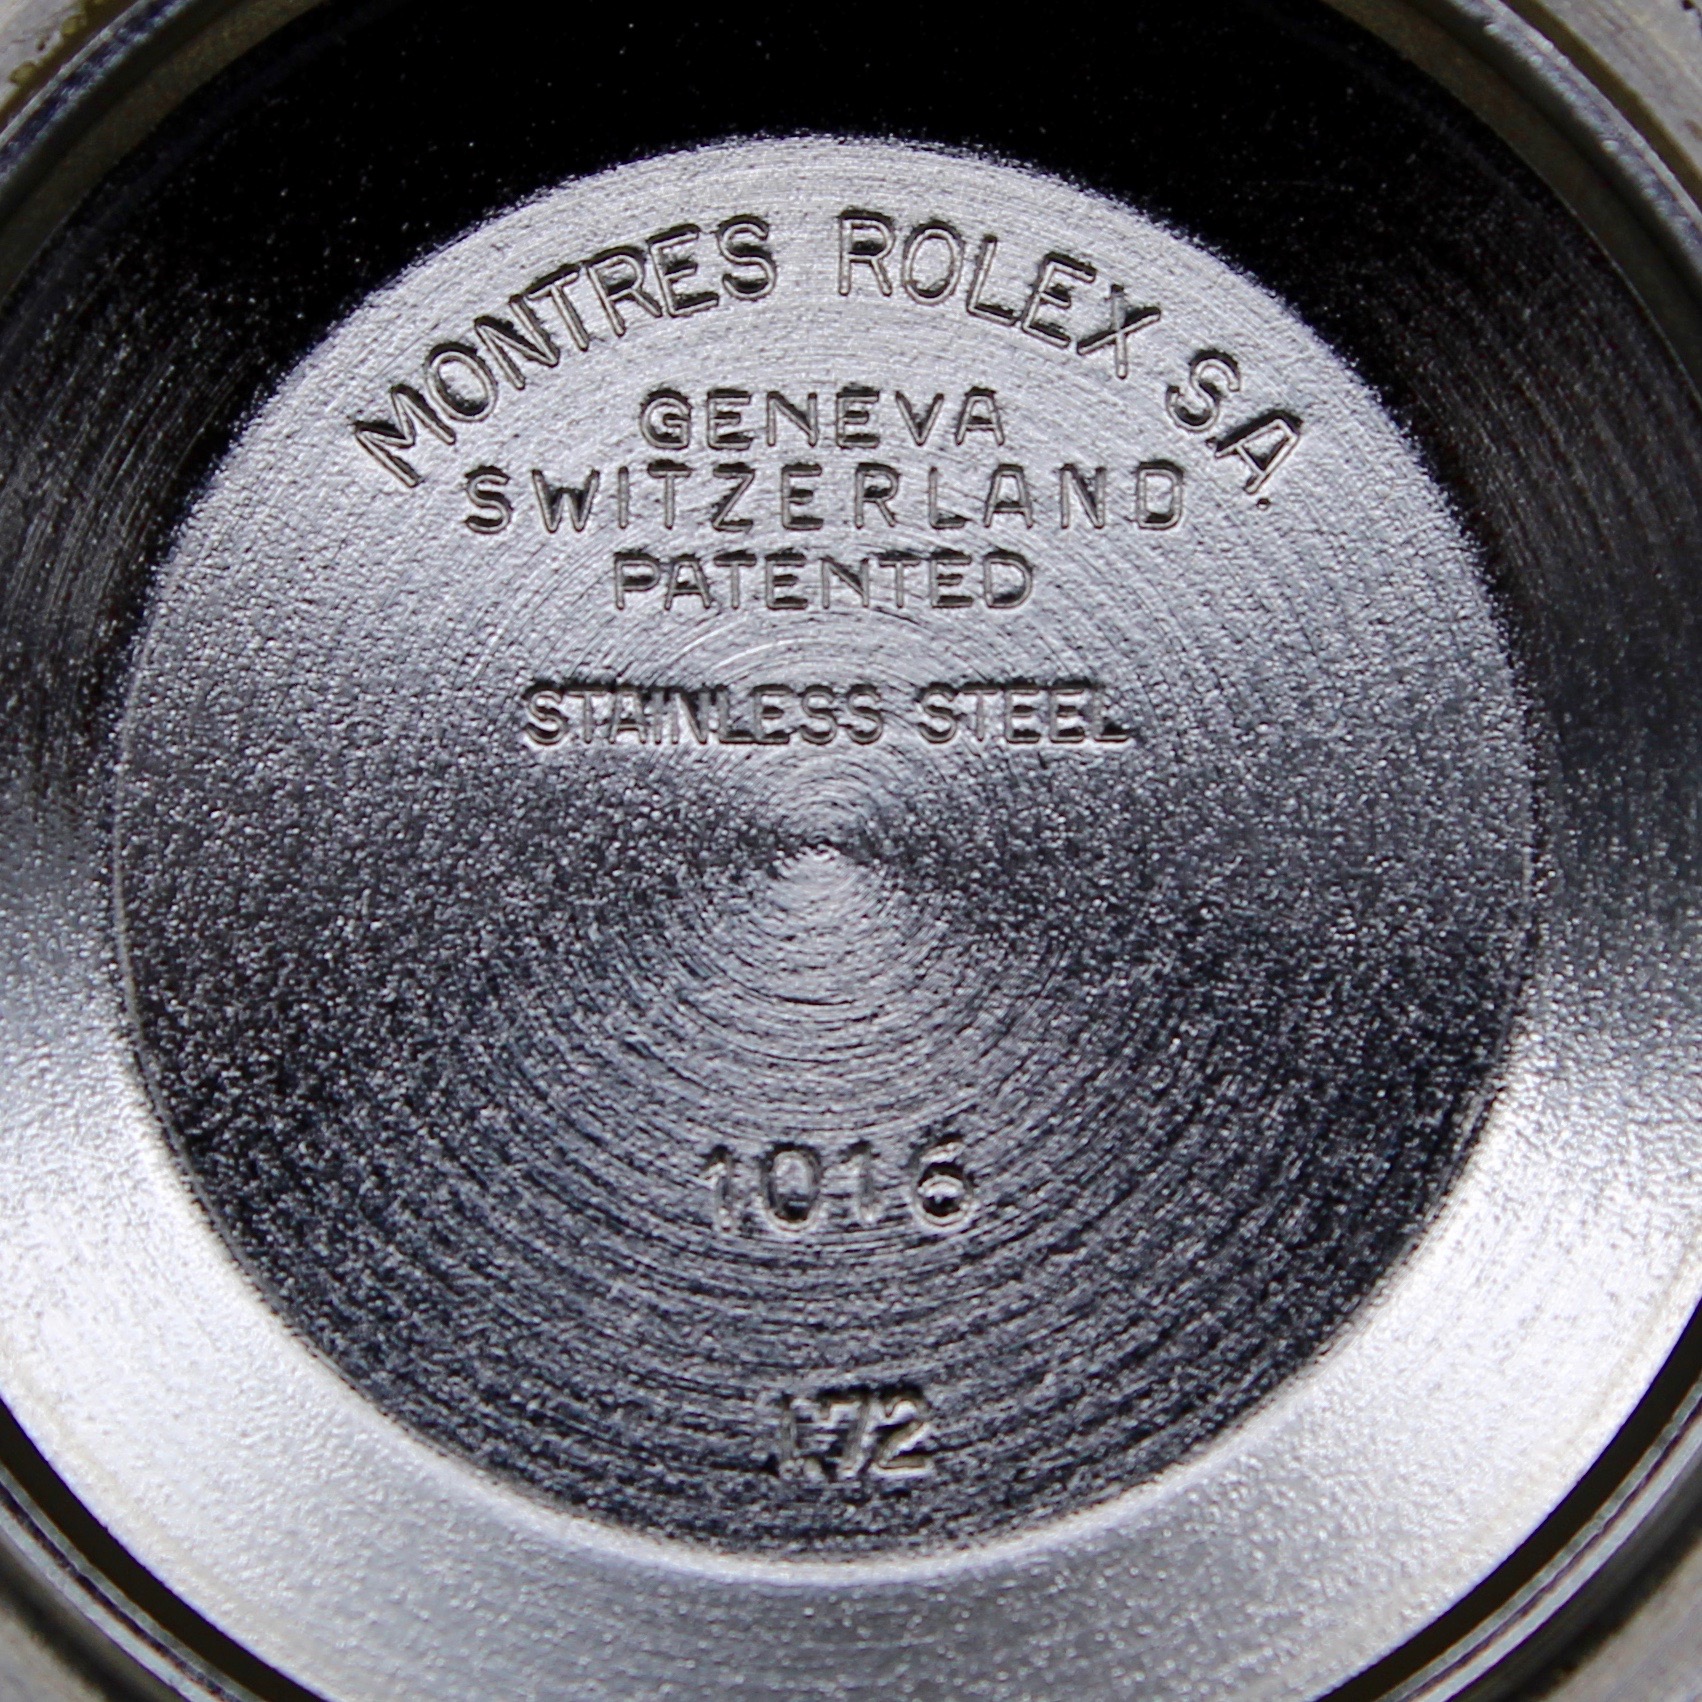 MONTRES ROLEX S.A.
GENEVA
SWITZERLAND
PATENTED
STAINLESS STEEL
1016
I.72